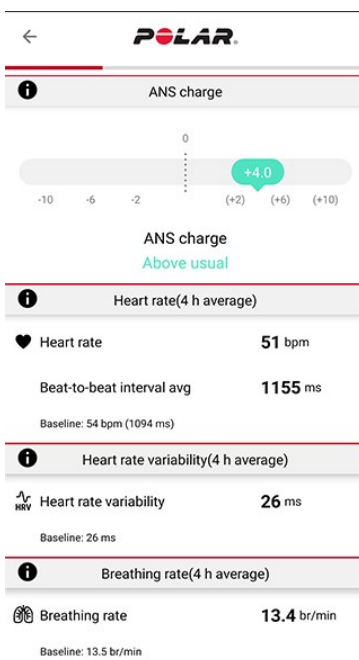 POLAR.
ANS charge
0
+4.0
-10 -6 -2 (+2) (+6) (+10)
ANS charge
Above usual
Heart rate(4 h average)
Heart rate 51 bpm
Beat-to-beat interval avg 1155 ms
Baseline: 54 bpm (1094 ms)
Heart rate variability(4 h average)
HRV Heart rate variability 26 ms
Baseline: 26 ms
Breathing rate(4 h average)
Breathing rate 13.4 br/min
Baseline: 13.5 br/min